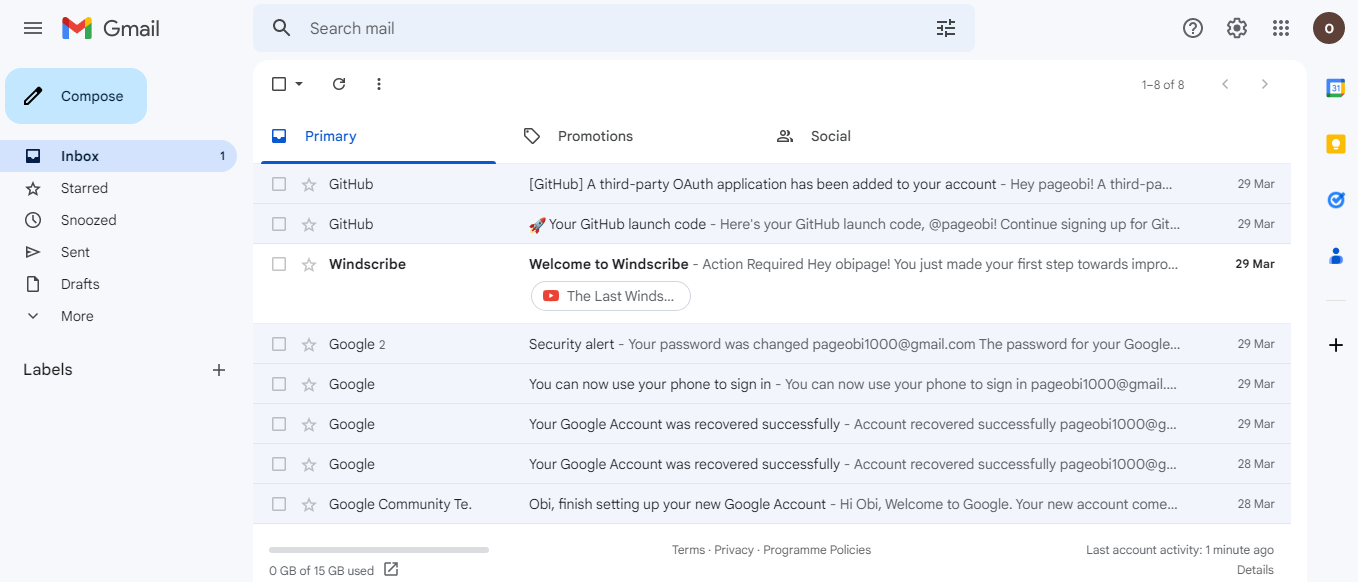 Gmail
Search mail
O
Compose
1–8 of 8
31
Primary
Promotions
Social
Inbox 1
Starred
Snoozed
Sent
Drafts
More
Labels
GitHub [GitHub] A third-party OAuth application has been added to your account - Hey pageobi! A third-pa... 29 Mar
GitHub 🚀 Your GitHub launch code - Here's your GitHub launch code, @pageobi! Continue signing up for Git... 29 Mar
Windscribe Welcome to Windscribe - Action Required Hey obipage! You just made your first step towards impro... 29 Mar
The Last Winds...
Google 2 Security alert - Your password was changed pageobi1000@gmail.com The password for your Google... 29 Mar
Google You can now use your phone to sign in - You can now use your phone to sign in pageobi1000@gmail.... 29 Mar
Google Your Google Account was recovered successfully - Account recovered successfully pageobi1000@g... 29 Mar
Google Your Google Account was recovered successfully - Account recovered successfully pageobi1000@g... 28 Mar
Google Community Te. Obi, finish setting up your new Google Account - Hi Obi, Welcome to Google. Your new account come... 28 Mar
0 GB of 15 GB used
Terms · Privacy · Programme Policies
Last account activity: 1 minute ago
Details